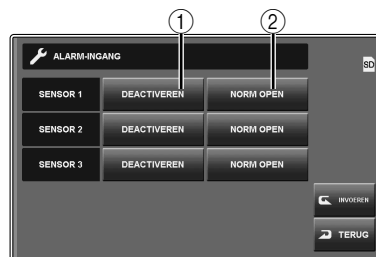 ① ②
ALARM-INGANG
SD
SENSOR 1 DEACTIVEREN NORM OPEN
SENSOR 2 DEACTIVEREN NORM OPEN
SENSOR 3 DEACTIVEREN NORM OPEN
INVOEREN
TERUG